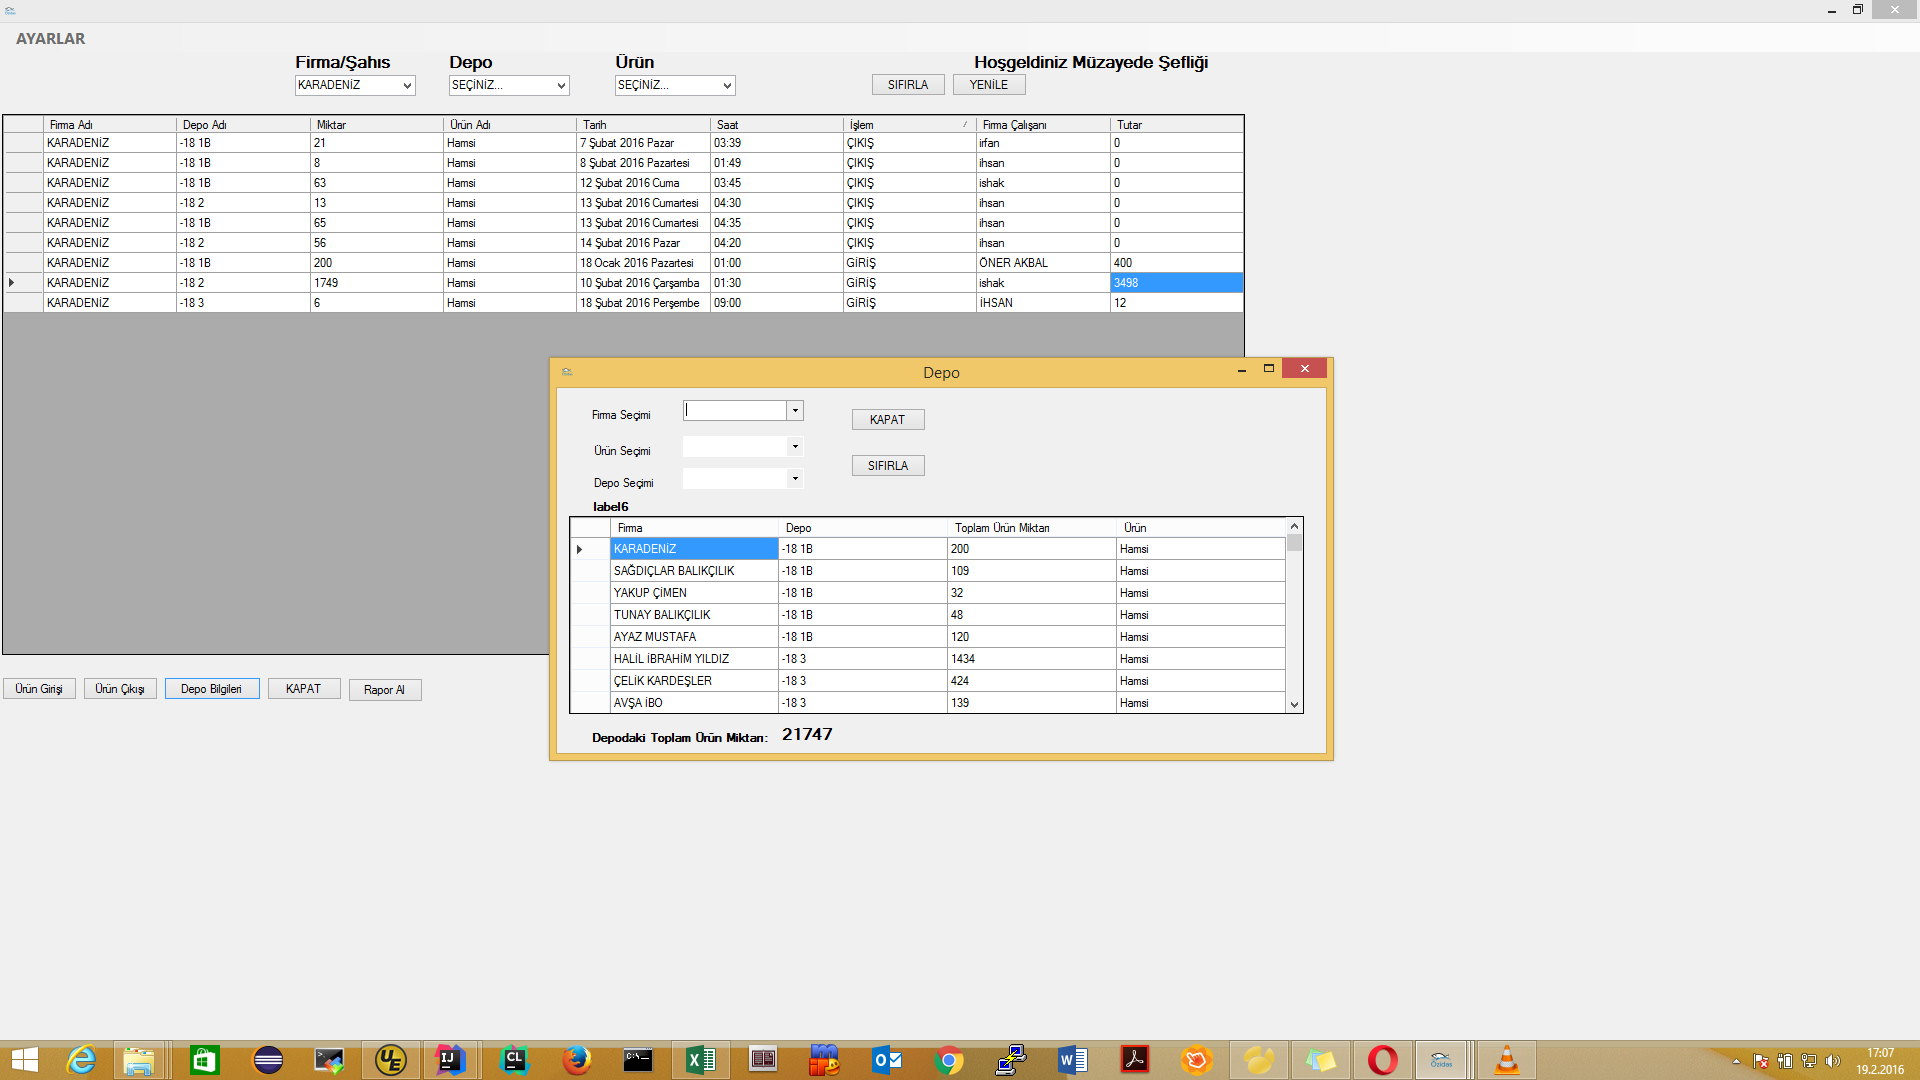 AYARLAR
Firma/Şahıs Depo Ürün Hoşgeldiniz Müzayede Şefliği
KARADENİZ SEÇİNİZ... SEÇİNİZ... SIFIRLA YENİLE
Firma Adı Depo Adı Miktar Ürün Adı Tarih Saat İşlem Firma Çalışanı Tutar
KARADENİZ -18 1B 21 Hamsi 7 Şubat 2016 Pazar 03:39 ÇIKIŞ irfan 0
KARADENİZ -18 1B 8 Hamsi 8 Şubat 2016 Pazartesi 01:49 ÇIKIŞ ihsan 0
KARADENİZ -18 1B 63 Hamsi 12 Şubat 2016 Cuma 03:45 ÇIKIŞ ishak 0
KARADENİZ -18 2 13 Hamsi 13 Şubat 2016 Cumartesi 04:30 ÇIKIŞ ihsan 0
KARADENİZ -18 1B 65 Hamsi 13 Şubat 2016 Cumartesi 04:35 ÇIKIŞ ihsan 0
KARADENİZ -18 2 56 Hamsi 14 Şubat 2016 Pazar 04:20 ÇIKIŞ ihsan 0
KARADENİZ -18 1B 200 Hamsi 18 Ocak 2016 Pazartesi 01:00 GİRİŞ ÖNER AKBAL 400
KARADENİZ -18 2 1749 Hamsi 10 Şubat 2016 Çarşamba 01:30 GİRİŞ ishak 3498
KARADENİZ -18 3 6 Hamsi 18 Şubat 2016 Perşembe 09:00 GİRİŞ İHSAN 12
Depo
Firma Seçimi KAPAT
Ürün Seçimi
SIFIRLA
Depo Seçimi
label6
Firma Depo Toplam Ürün Miktarı Ürün
KARADENİZ -18 1B 200 Hamsi
SAĞDIÇLAR BALIKÇILIK -18 1B 109 Hamsi
YAKUP ÇİMEN -18 1B 32 Hamsi
TUNAY BALIKÇILIK -18 1B 48 Hamsi
AYAZ MUSTAFA -18 1B 120 Hamsi
HALİL İBRAHİM YILDIZ -18 3 1434 Hamsi
ÇELİK KARDEŞLER -18 3 424 Hamsi
AVŞA İBO -18 3 139 Hamsi
Depodaki Toplam Ürün Miktarı: 21747
Ürün Girişi Ürün Çıkışı Depo Bilgileri KAPAT Rapor Al
17:07
19.2.2016